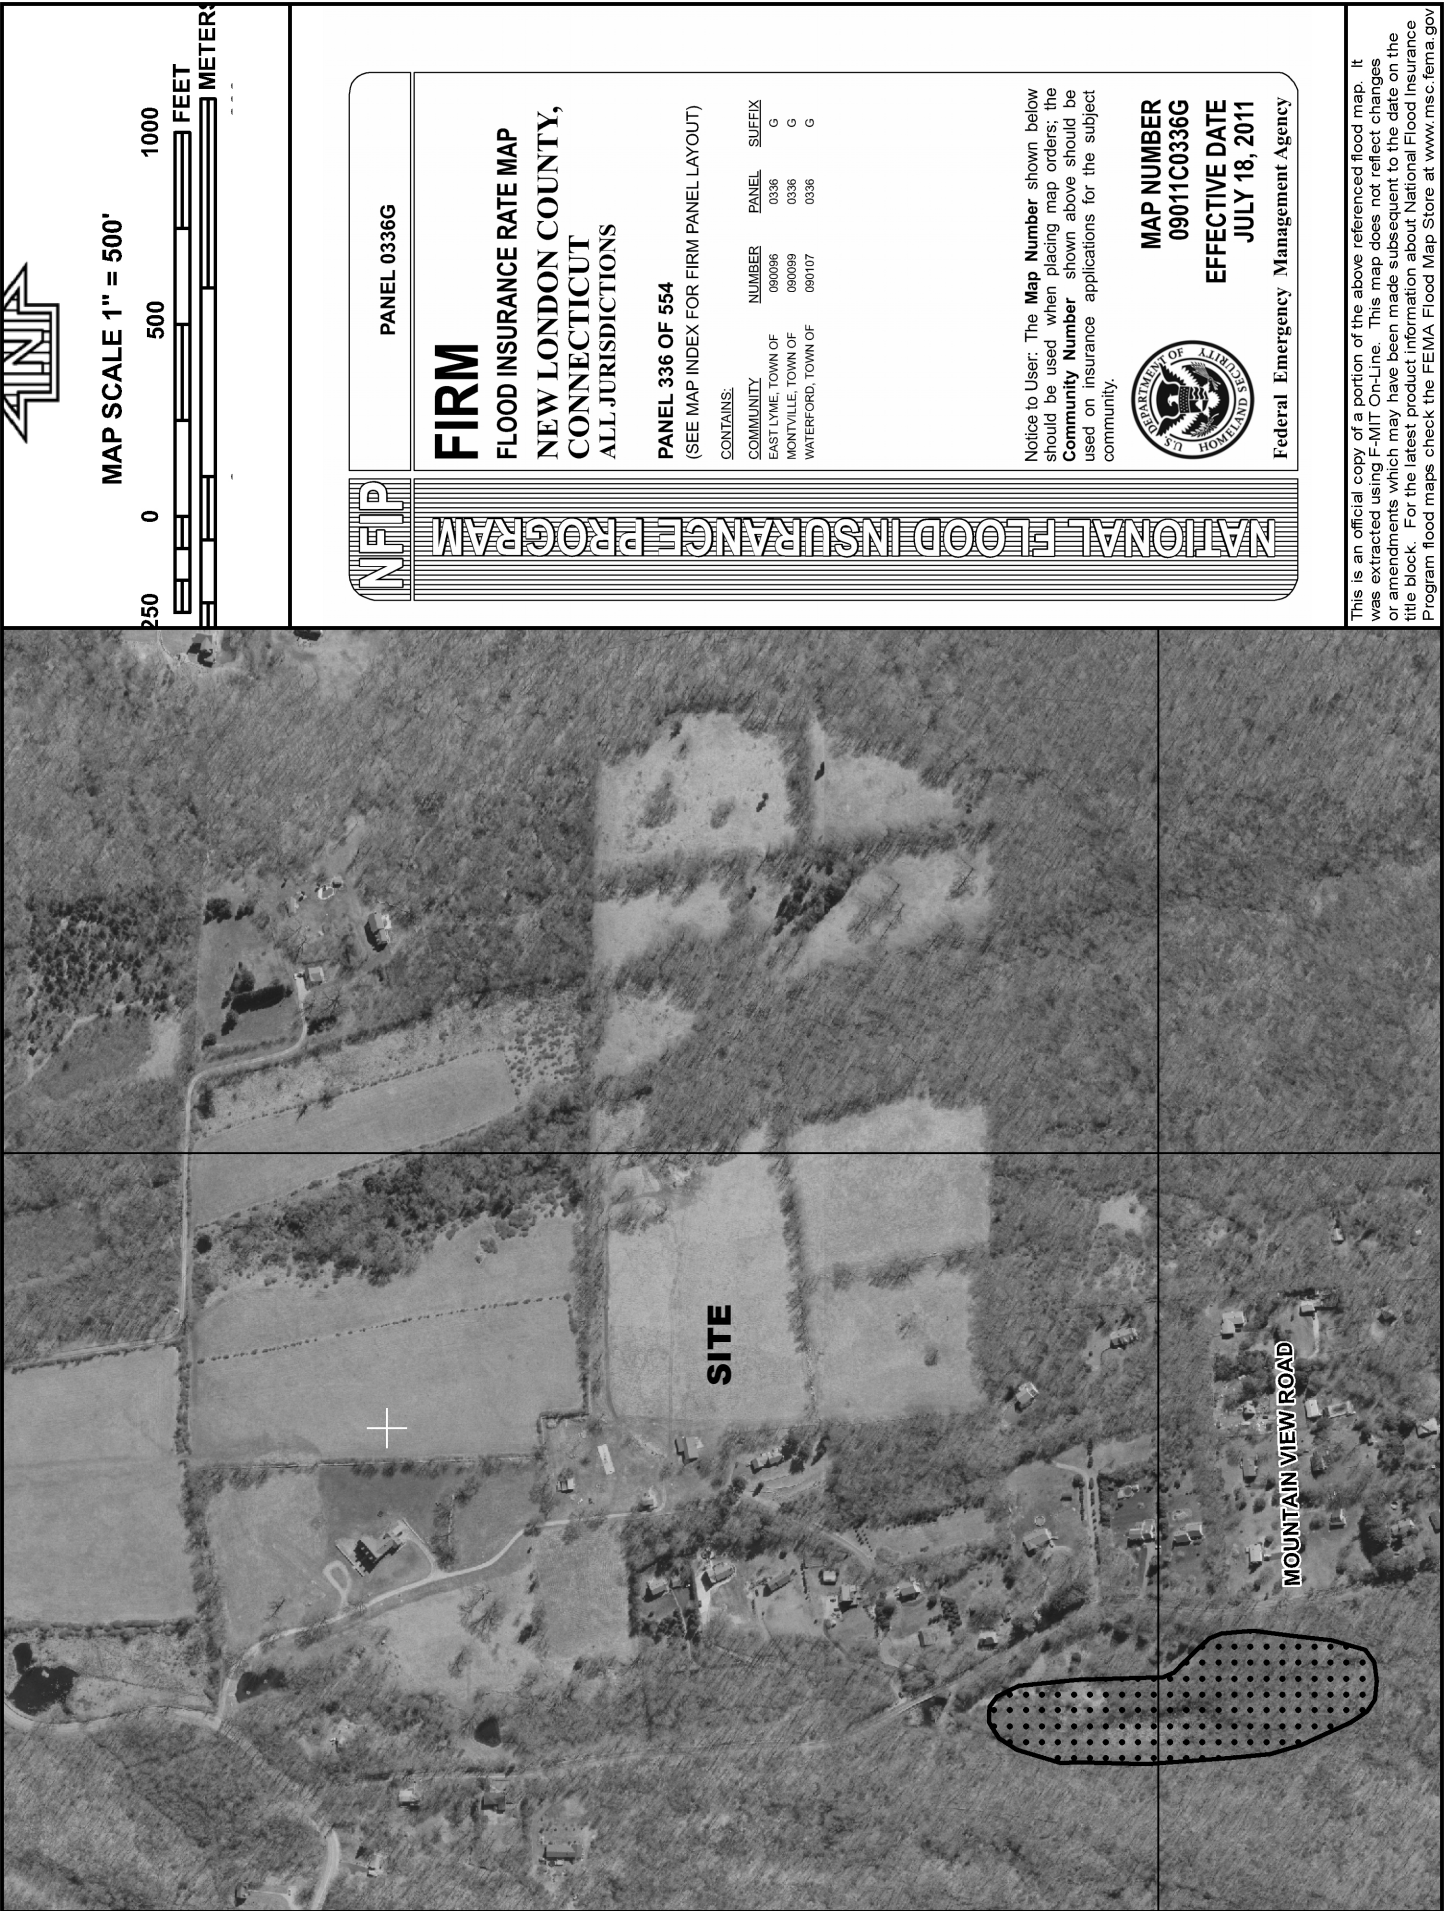 MAP SCALE 1" = 500'
250 0 500 1000
FEET
METERS
NFIP
PANEL 0336G
NATIONAL FLOOD INSURANCE PROGRAM
FIRM
FLOOD INSURANCE RATE MAP
NEW LONDON COUNTY,
CONNECTICUT
ALL JURISDICTIONS
PANEL 336 OF 554
(SEE MAP INDEX FOR FIRM PANEL LAYOUT)
CONTAINS:
COMMUNITY NUMBER PANEL SUFFIX
EAST LYME, TOWN OF 090096 0336 G
MONTVILLE, TOWN OF 090099 0336 G
WATERFORD, TOWN OF 090107 0336 G
Notice to User: The Map Number shown below
should be used when placing map orders; the
Community Number shown above should be
used on insurance applications for the subject
community.
U.S. DEPARTMENT OF HOMELAND SECURITY
MAP NUMBER
09011C0336G
EFFECTIVE DATE
JULY 18, 2011
Federal Emergency Management Agency
This is an official copy of a portion of the above referenced flood map. It
was extracted using F-MIT On-Line. This map does not reflect changes
or amendments which may have been made subsequent to the date on the
title block. For the latest product information about National Flood Insurance
Program flood maps check the FEMA Flood Map Store at www.msc.fema.gov
SITE
MOUNTAIN VIEW ROAD